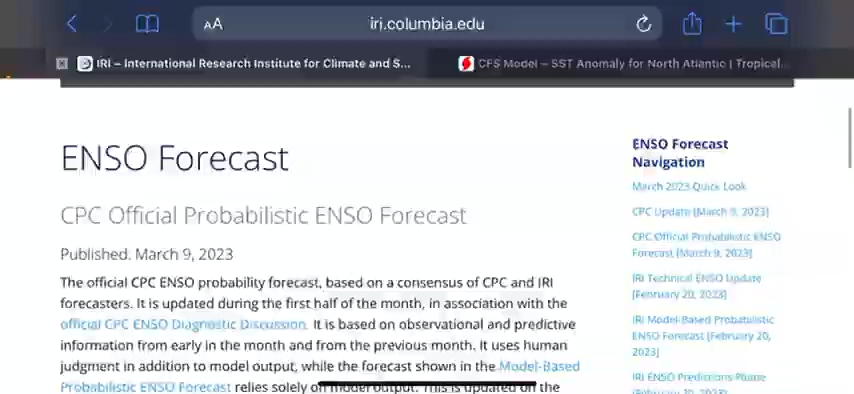 AA
iri.columbia.edu
IRI – International Research Institute for Climate and S...
CFS Model – SST Anomaly for North Atlantic | Tropical...
ENSO Forecast
CPC Official Probabilistic ENSO Forecast
Published: March 9, 2023
The official CPC ENSO probability forecast, based on a consensus of CPC and IRI
forecasters. It is updated during the first half of the month, in association with the
official CPC ENSO Diagnostic Discussion. It is based on observational and predictive
information from early in the month and from the previous month. It uses human
judgment in addition to model output, while the forecast shown in the Model-Based
Probabilistic ENSO Forecast relies solely on model output. This is updated on the
ENSO Forecast
Navigation
March 2023 Quick Look
CPC Update [March 9, 2023]
CPC Official Probabilistic ENSO
Forecast [March 9, 2023]
IRI Technical ENSO Update
[February 20, 2023]
IRI Model-Based Probabilistic
ENSO Forecast [February 20,
2023]
IRI ENSO Predictions Plume
[February 20, 2023]